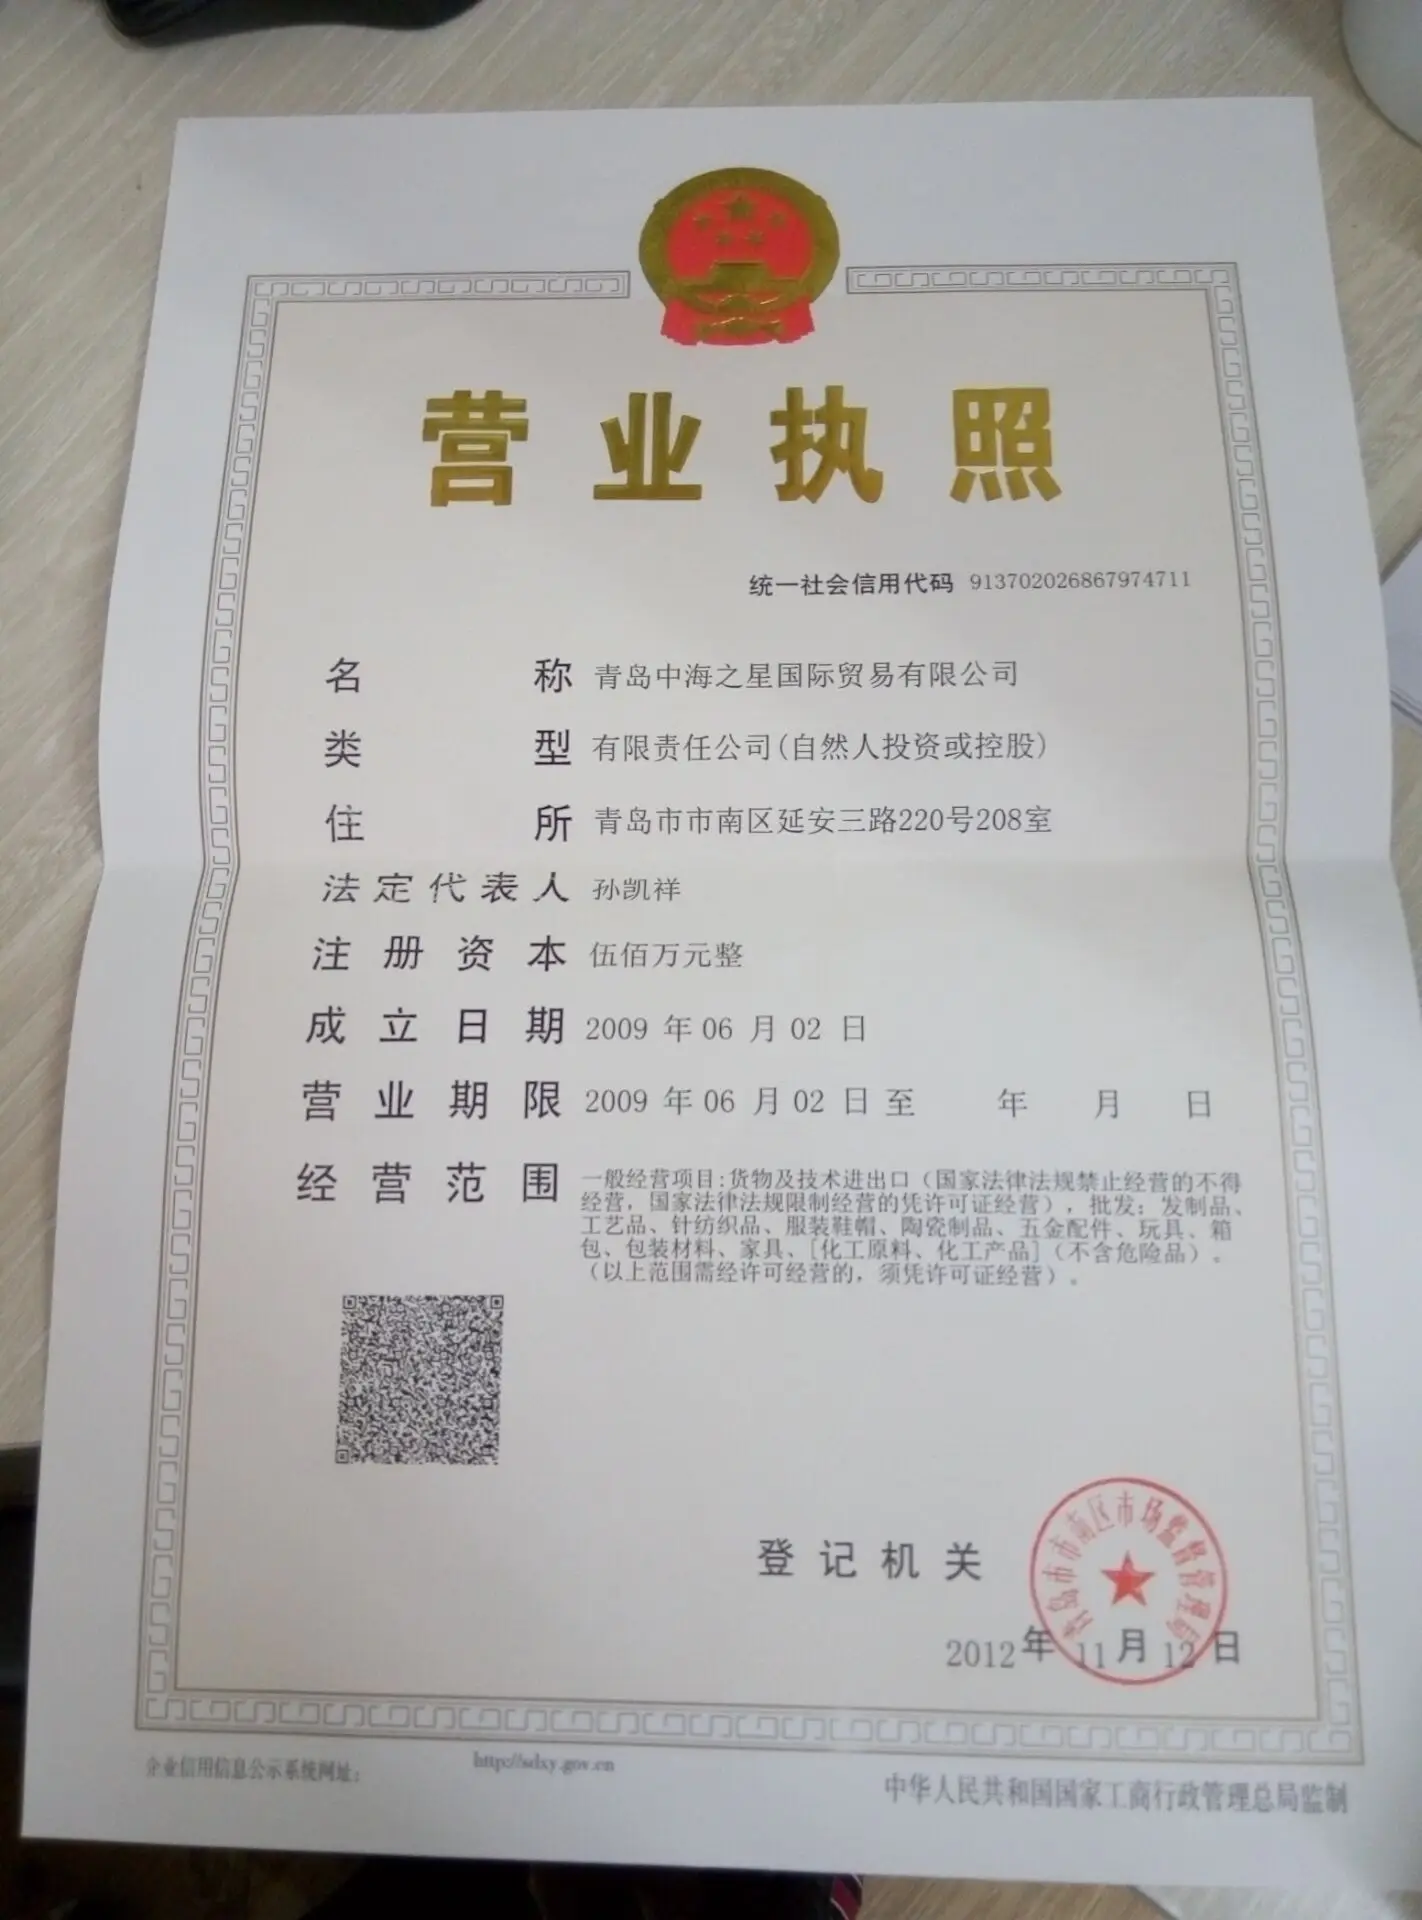 营业执照
统一社会信用代码 913702026867974711
名称 青岛中海之星国际贸易有限公司
类型 有限责任公司(自然人投资或控股)
住所 青岛市市南区延安三路220号208室
法定代表人 孙凯祥
注册资本 伍佰万元整
成立日期 2009 年 06 月 02 日
营业期限 2009 年 06 月 02 日 至 年 月 日
经营范围 一般经营项目:货物及技术进出口（国家法律法规禁止经营的不得
经营，国家法律法规限制经营的凭许可证经营），批发：发制品、
工艺品、针纺织品、服装鞋帽、陶瓷制品、五金配件、玩具、箱
包、包装材料、家具、[化工原料、化工产品]（不含危险品）。
（以上范围需经许可经营的，须凭许可证经营）。
青岛市市南区市场监督管理局
登记机关
2012年 11月 12日
企业信用信息公示系统网址： http://sdxy.gov.cn
中华人民共和国国家工商行政管理总局监制